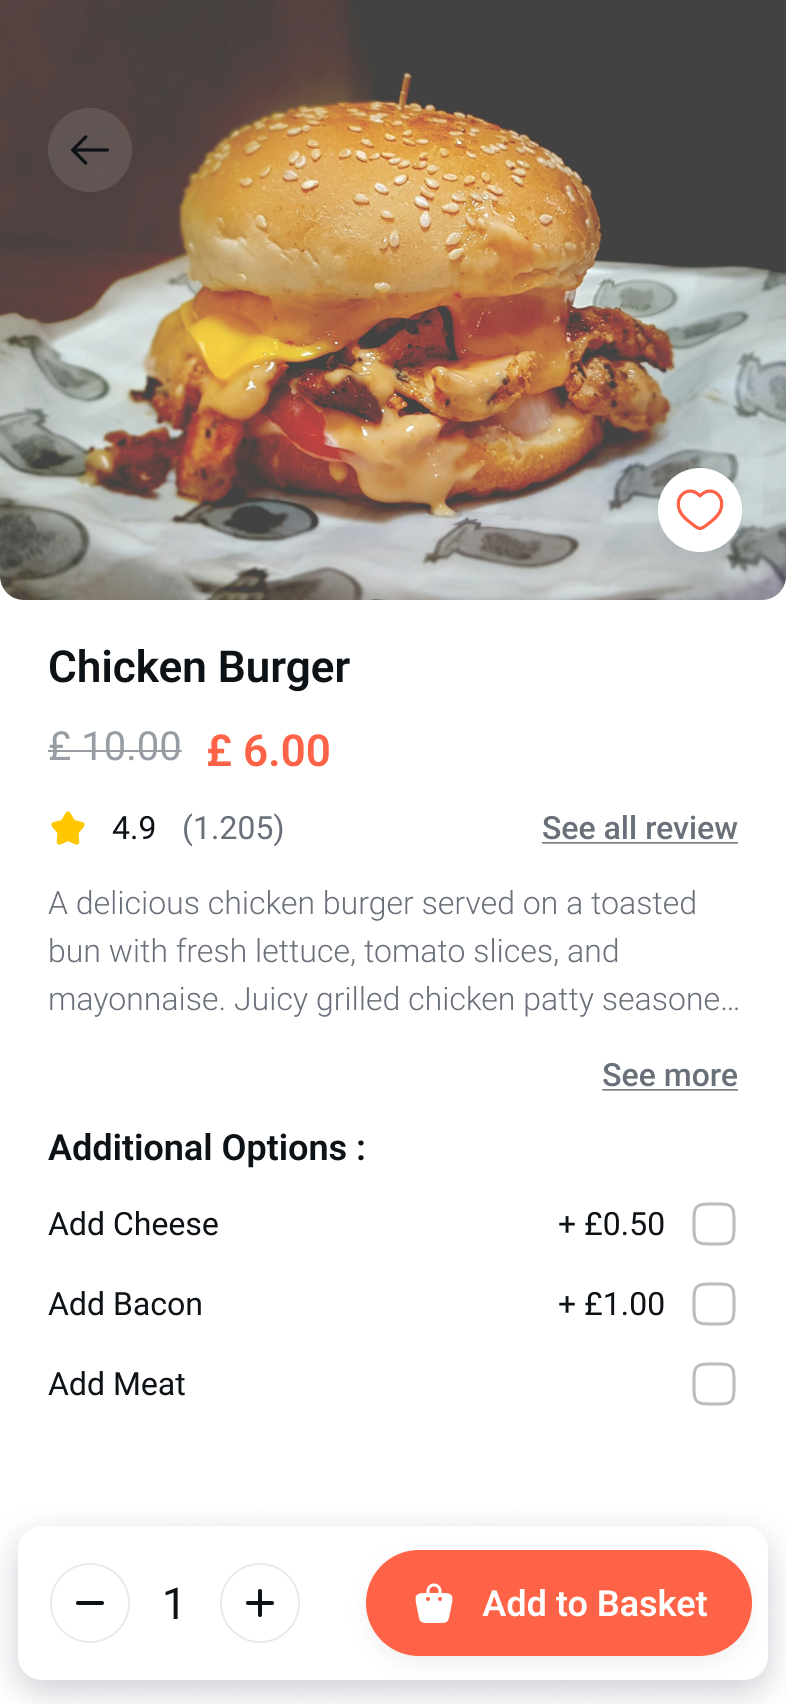 Chicken Burger
£ 10.00 £ 6.00
4.9 (1.205) See all review
A delicious chicken burger served on a toasted
bun with fresh lettuce, tomato slices, and
mayonnaise. Juicy grilled chicken patty seasone...
See more
Additional Options :
Add Cheese + £0.50
Add Bacon + £1.00
Add Meat
1 Add to Basket